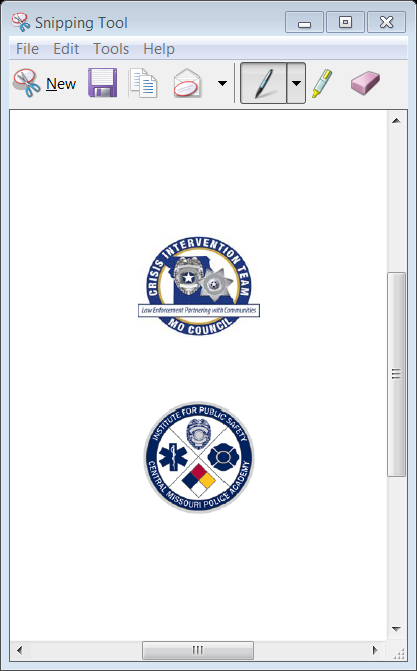 Snipping Tool
File Edit Tools Help
New
CRISIS INTERVENTION TEAM
Law Enforcement Partnering with Communities
MO COUNCIL
INSTITUTE FOR PUBLIC SAFETY
CENTRAL MISSOURI POLICE ACADEMY